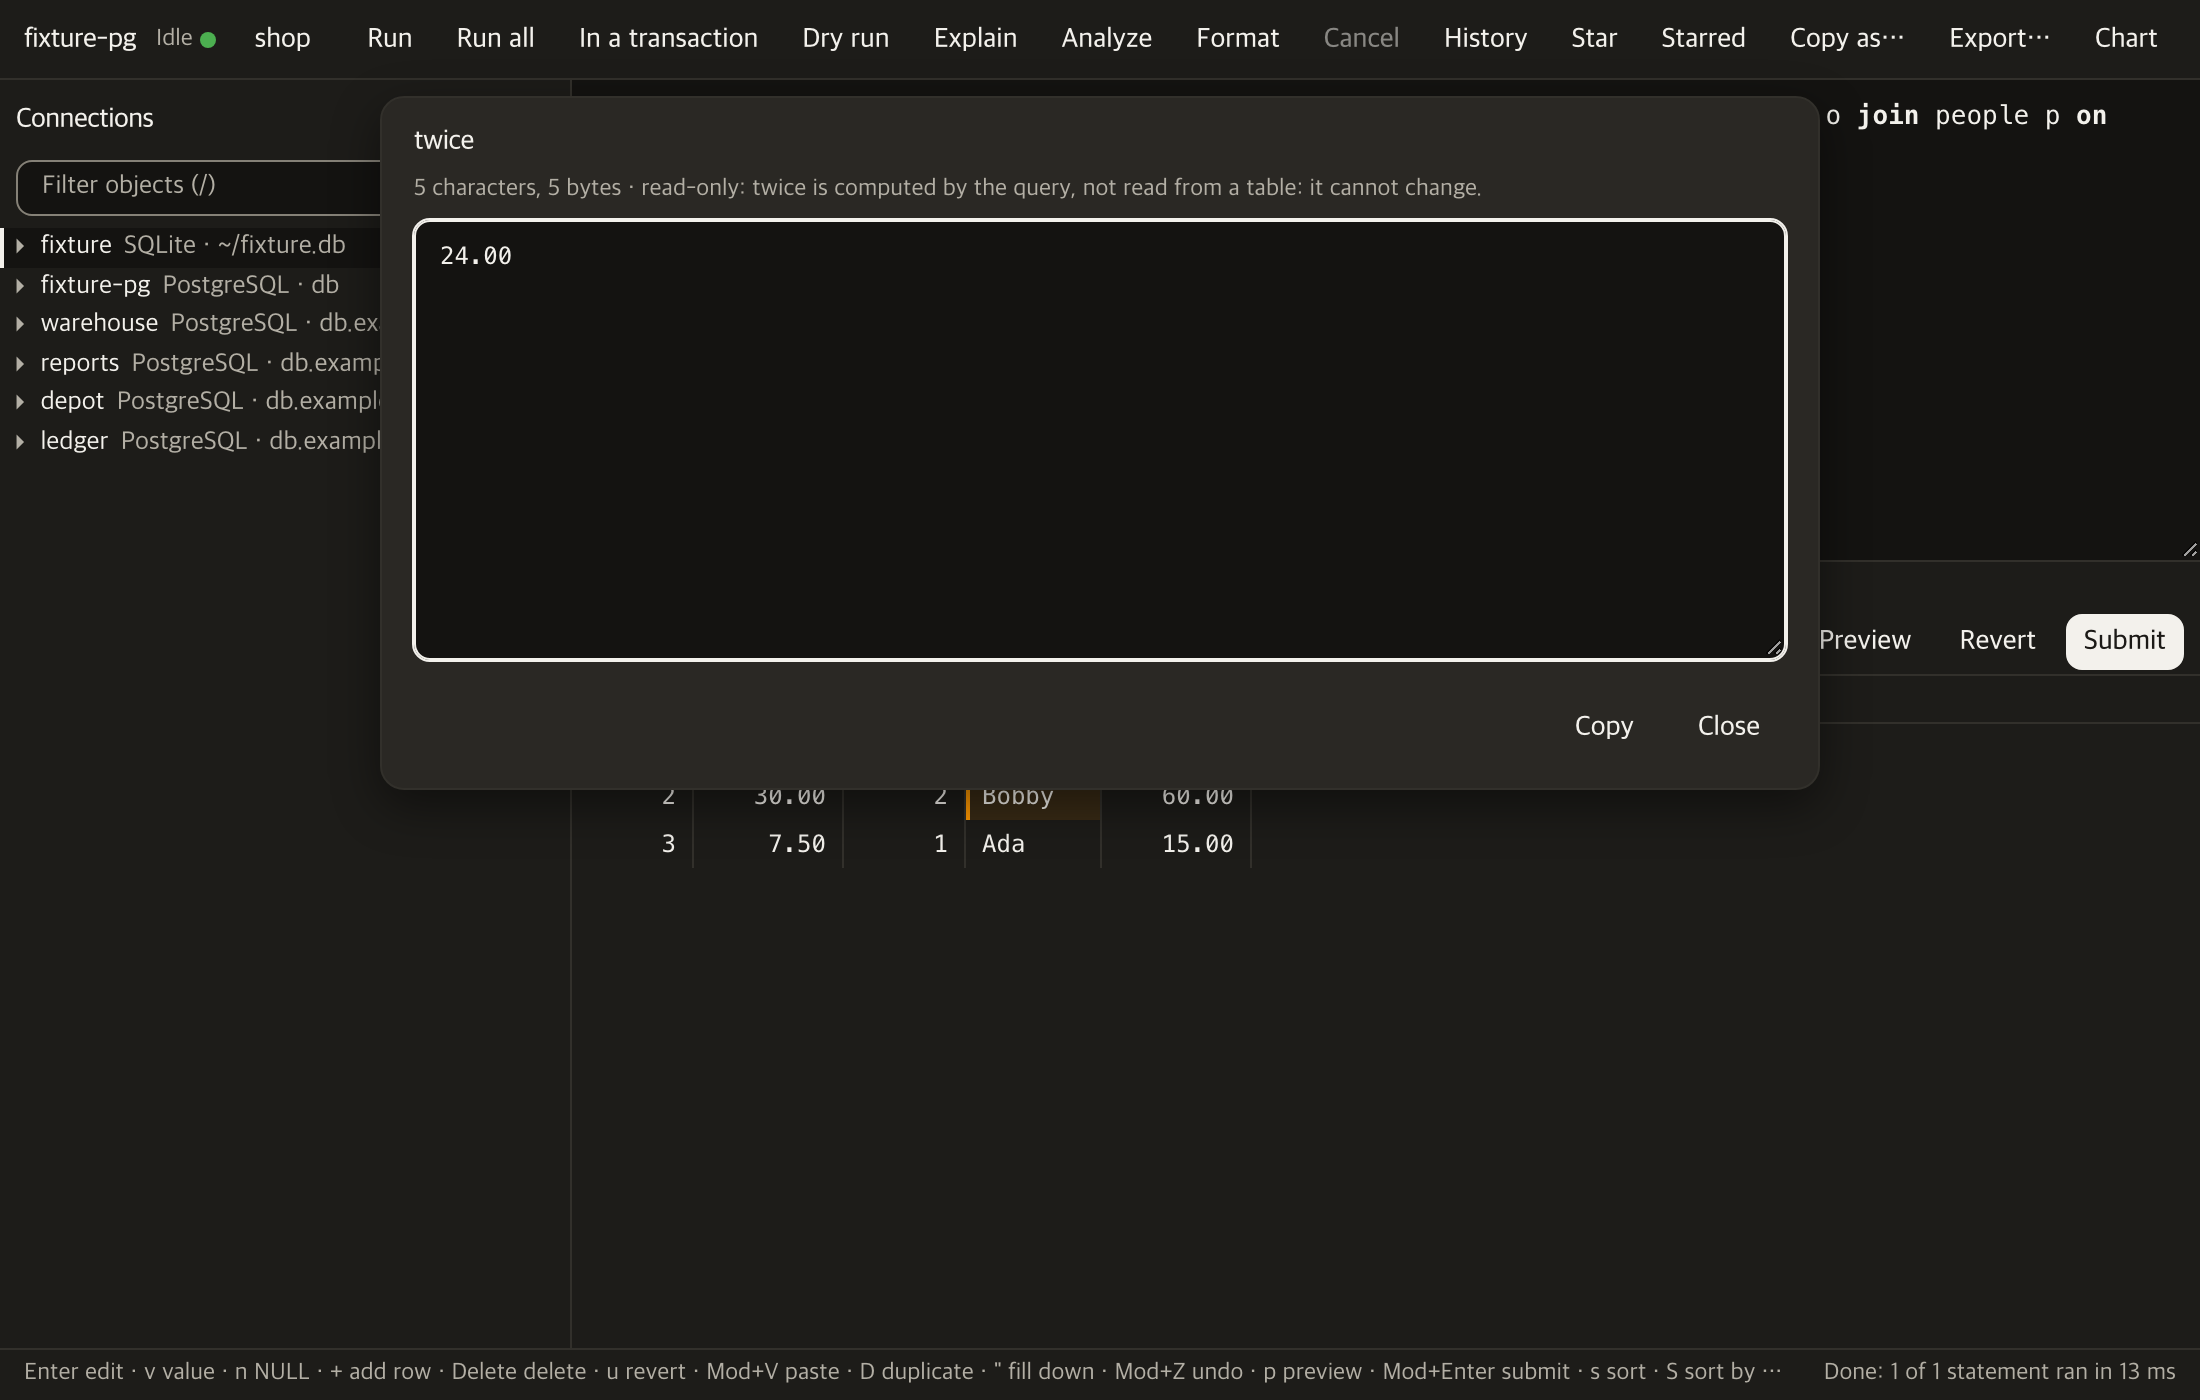 fixture-pg Idle shop Run Run all In a transaction Dry run Explain Analyze Format Cancel History Star Starred Copy as··· Export··· Chart
Connections
Filter objects (/)
fixture SQLite · ~/fixture.db
fixture-pg PostgreSQL · db
warehouse PostgreSQL · db.ex
reports PostgreSQL · db.examp
depot PostgreSQL · db.exampl
ledger PostgreSQL · db.exampl
o join people p on
twice
5 characters, 5 bytes · read-only: twice is computed by the query, not read from a table: it cannot change.
24.00
Copy Close
Preview Revert Submit
2 30.00 2 Bobby 60.00
3 7.50 1 Ada 15.00
Enter edit · v value · n NULL · + add row · Delete delete · u revert · Mod+V paste · D duplicate · " fill down · Mod+Z undo · p preview · Mod+Enter submit · s sort · S sort by ··· Done: 1 of 1 statement ran in 13 ms